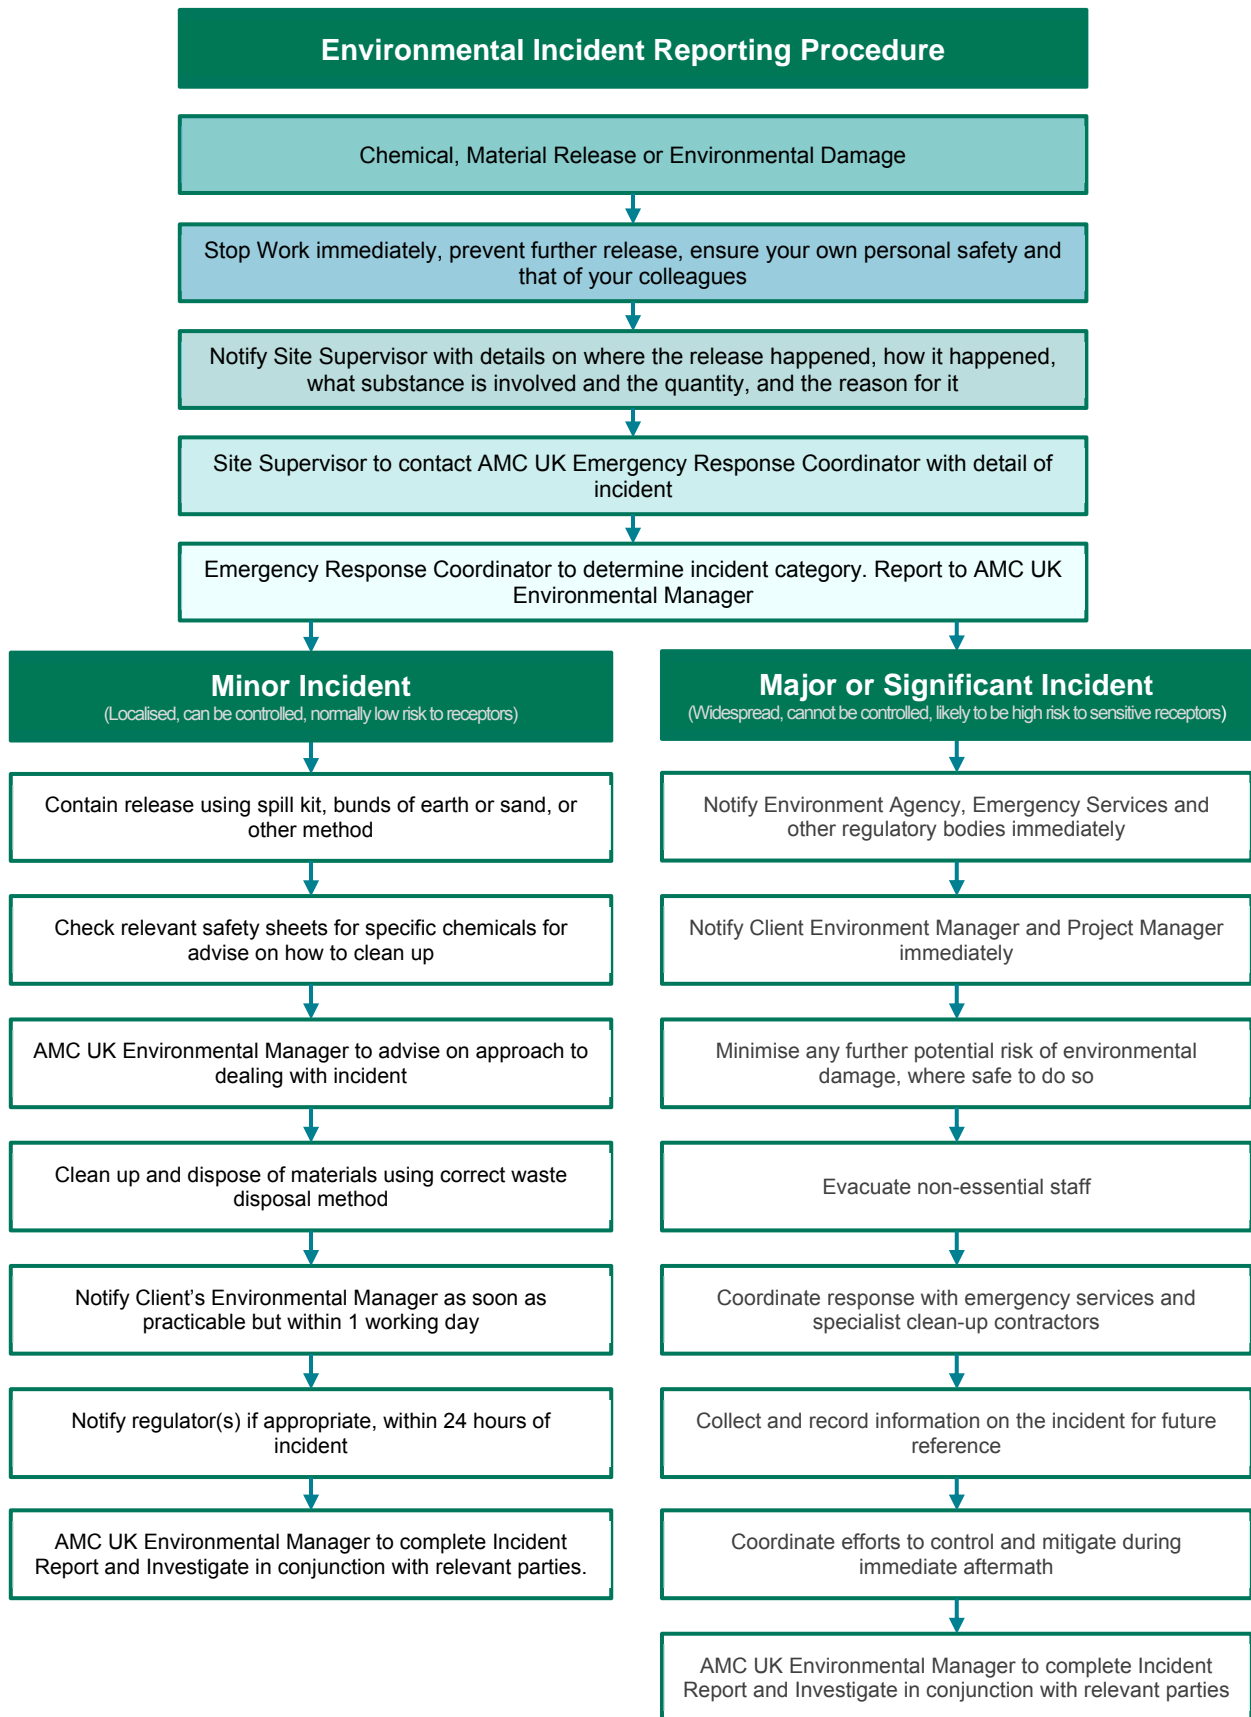 Environmental Incident Reporting Procedure
Chemical, Material Release or Environmental Damage
Stop Work immediately, prevent further release, ensure your own personal safety and
that of your colleagues
Notify Site Supervisor with details on where the release happened, how it happened,
what substance is involved and the quantity, and the reason for it
Site Supervisor to contact AMC UK Emergency Response Coordinator with detail of
incident
Emergency Response Coordinator to determine incident category. Report to AMC UK
Environmental Manager
Minor Incident
(Localised, can be controlled, normally low risk to receptors)
Contain release using spill kit, bunds of earth or sand, or
other method
Check relevant safety sheets for specific chemicals for
advise on how to clean up
AMC UK Environmental Manager to advise on approach to
dealing with incident
Clean up and dispose of materials using correct waste
disposal method
Notify Client’s Environmental Manager as soon as
practicable but within 1 working day
Notify regulator(s) if appropriate, within 24 hours of
incident
AMC UK Environmental Manager to complete Incident
Report and Investigate in conjunction with relevant parties.
Major or Significant Incident
(Widespread, cannot be controlled, likely to be high risk to sensitive receptors)
Notify Environment Agency, Emergency Services and
other regulatory bodies immediately
Notify Client Environment Manager and Project Manager
immediately
Minimise any further potential risk of environmental
damage, where safe to do so
Evacuate non-essential staff
Coordinate response with emergency services and
specialist clean-up contractors
Collect and record information on the incident for future
reference
Coordinate efforts to control and mitigate during
immediate aftermath
AMC UK Environmental Manager to complete Incident
Report and Investigate in conjunction with relevant parties